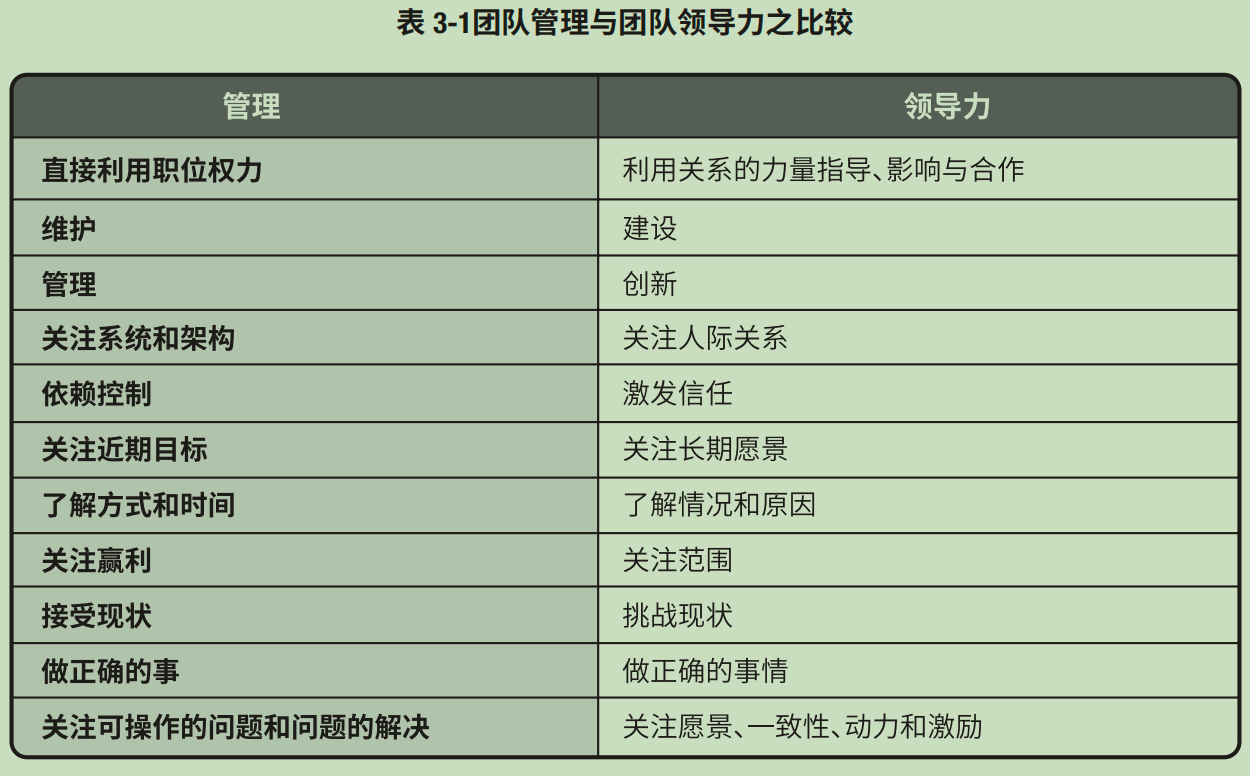 表 3-1团队管理与团队领导力之比较
管理 领导力
直接利用职位权力 利用关系的力量指导、影响与合作
维护 建设
管理 创新
关注系统和架构 关注人际关系
依赖控制 激发信任
关注近期目标 关注长期愿景
了解方式和时间 了解情况和原因
关注赢利 关注范围
接受现状 挑战现状
做正确的事 做正确的事情
关注可操作的问题和问题的解决 关注愿景、一致性、动力和激励